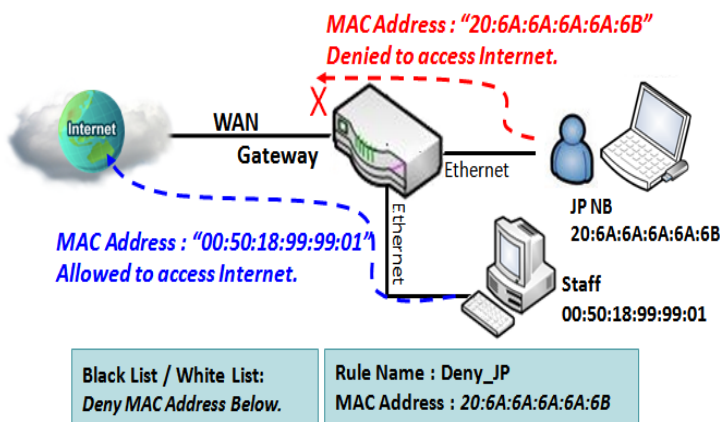 MAC Address : “20:6A:6A:6A:6A:6B”
Denied to access Internet.
X
Internet
WAN
Gateway
Ethernet
Ethernet
JP NB
20:6A:6A:6A:6A:6B
MAC Address : “00:50:18:99:99:01”
Allowed to access Internet.
Staff
00:50:18:99:99:01
Black List / White List:
Deny MAC Address Below.
Rule Name : Deny_JP
MAC Address : 20:6A:6A:6A:6A:6B